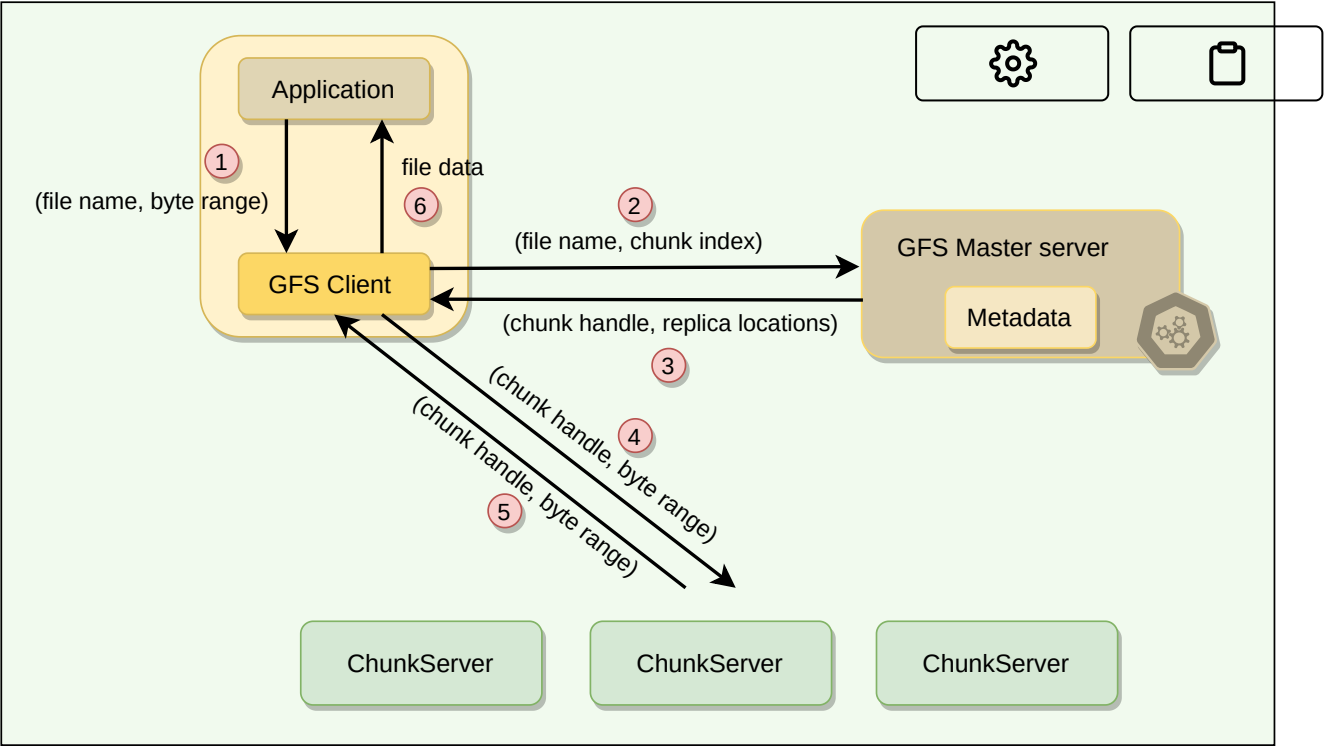 Application
1
file data
(file name, byte range)
6
2
(file name, chunk index)
GFS Master server
GFS Client
Metadata
(chunk handle, replica locations)
3
(chunk handle, byte range)
4
(chunk handle, byte range)
5
ChunkServer
ChunkServer
ChunkServer